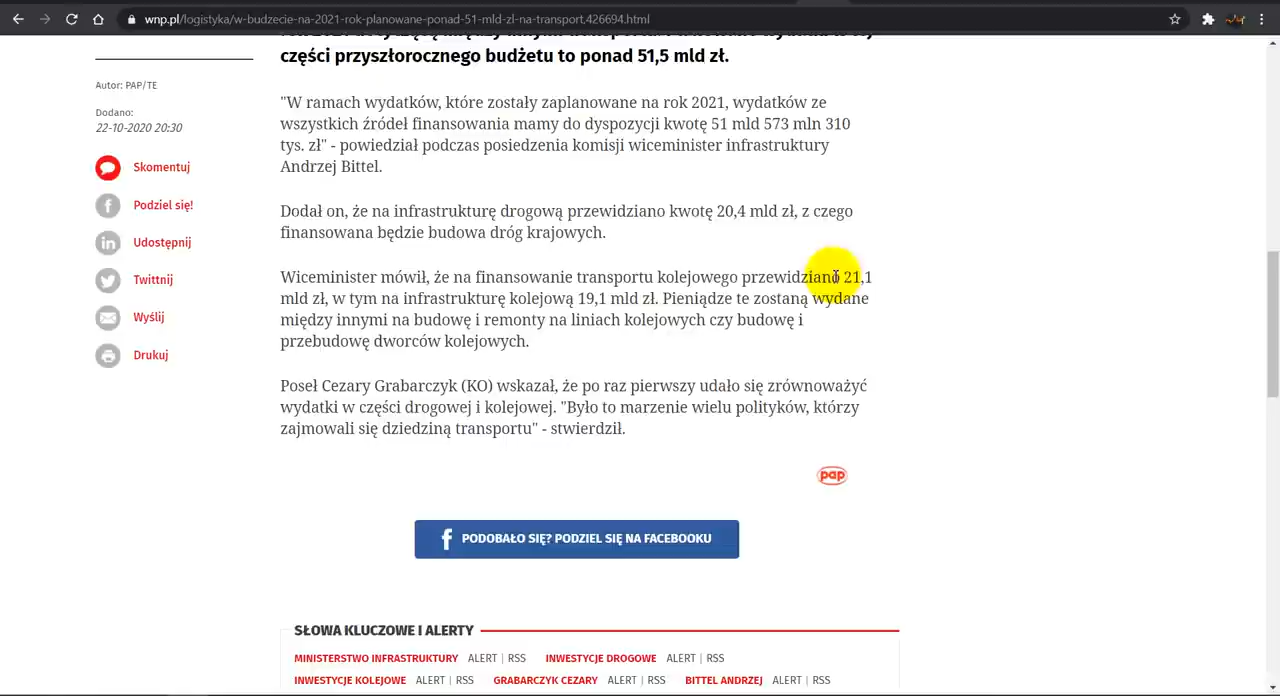 wnp.pl/logistyka/w-budzecie-na-2021-rok-planowane-ponad-51-mld-zl-na-transport,426694.html
części przyszłorocznego budżetu to ponad 51,5 mld zł.
Autor: PAP/TE
Dodano:
22-10-2020 20:30
Skomentuj
Podziel się!
Udostępnij
Twittnij
Wyślij
Drukuj
"W ramach wydatków, które zostały zaplanowane na rok 2021, wydatków ze
wszystkich źródeł finansowania mamy do dyspozycji kwotę 51 mld 573 mln 310
tys. zł" - powiedział podczas posiedzenia komisji wiceminister infrastruktury
Andrzej Bittel.
Dodał on, że na infrastrukturę drogową przewidziano kwotę 20,4 mld zł, z czego
finansowana będzie budowa dróg krajowych.
Wiceminister mówił, że na finansowanie transportu kolejowego przewidziano 21,1
mld zł, w tym na infrastrukturę kolejową 19,1 mld zł. Pieniądze te zostaną wydane
między innymi na budowę i remonty na liniach kolejowych czy budowę i
przebudowę dworców kolejowych.
Poseł Cezary Grabarczyk (KO) wskazał, że po raz pierwszy udało się zrównoważyć
wydatki w części drogowej i kolejowej. "Było to marzenie wielu polityków, którzy
zajmowali się dziedziną transportu" - stwierdził.
pap
PODOBAŁO SIĘ? PODZIEL SIĘ NA FACEBOOKU
SŁOWA KLUCZOWE I ALERTY
MINISTERSTWO INFRASTRUKTURY ALERT | RSS INWESTYCJE DROGOWE ALERT | RSS
INWESTYCJE KOLEJOWE ALERT | RSS GRABARCZYK CEZARY ALERT | RSS BITTEL ANDRZEJ ALERT | RSS